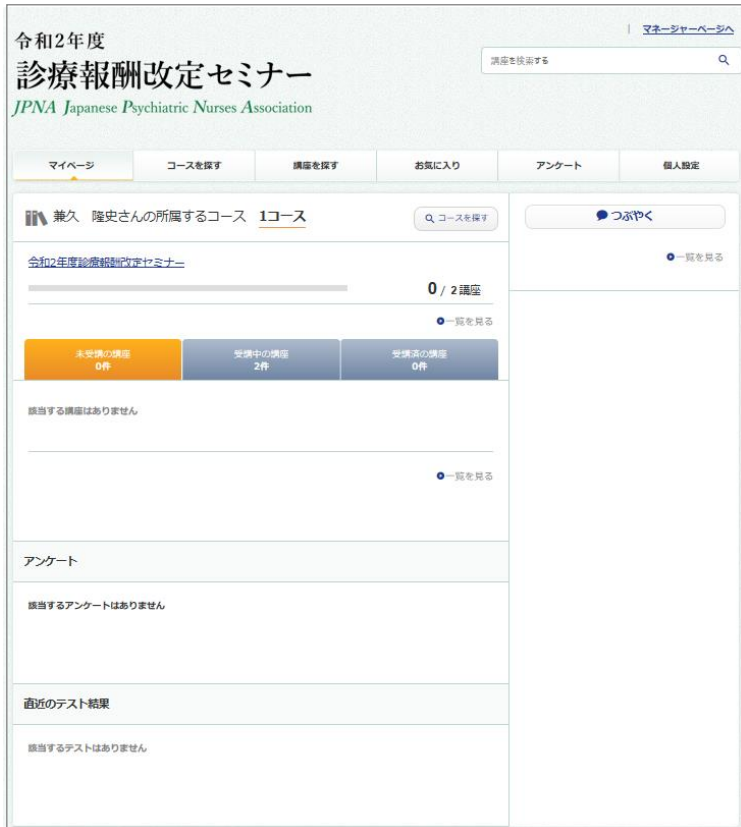 マネージャーページへ
令和2年度
診療報酬改定セミナー
JPNA Japanese Psychiatric Nurses Association
講座を検索する
マイページ
コースを探す
講座を探す
お気に入り
アンケート
個人設定
兼久 隆史さんの所属するコース 1コース
コースを探す
つぶやく
一覧を見る
令和2年度診療報酬改定セミナー
0 / 2 講座
一覧を見る
未受講の講座
0件
受講中の講座
2件
受講済の講座
0件
該当する講座はありません
一覧を見る
アンケート
該当するアンケートはありません
直近のテスト結果
該当するテストはありません